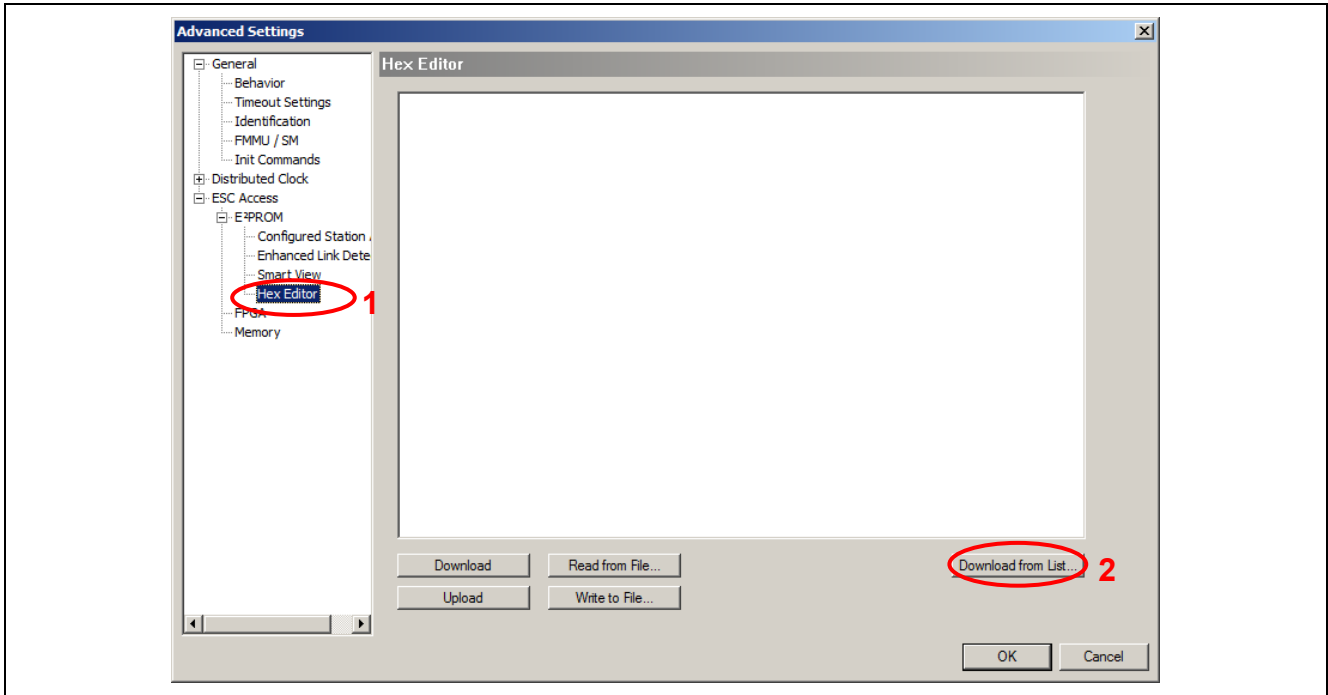 Advanced Settings
General
Behavior
Timeout Settings
Identification
FMMU / SM
Init Commands
Distributed Clock
ESC Access
E²PROM
Configured Station
Enhanced Link Dete
Smart View
Hex Editor
1
FPGA
Memory
Hex Editor
Download
Read from File...
Download from List...
2
Upload
Write to File...
OK
Cancel